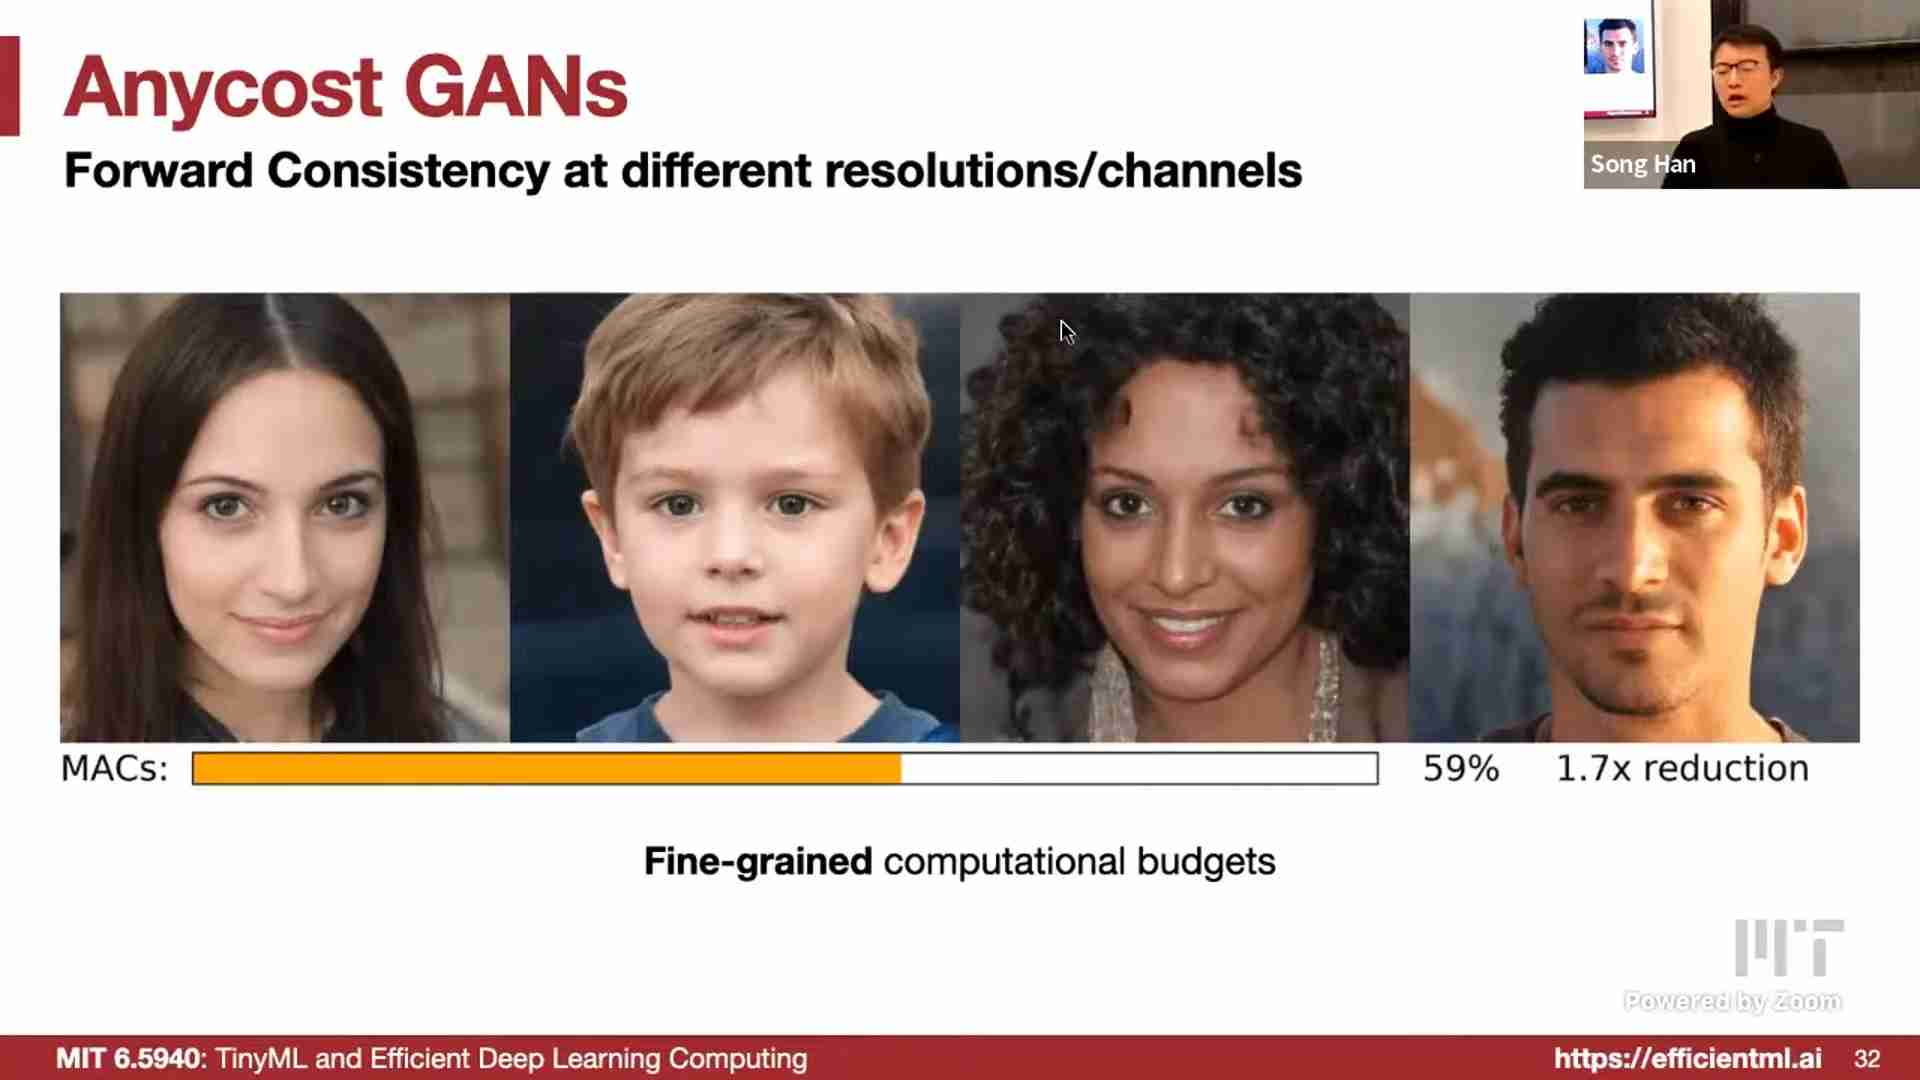 Anycost GANs
Forward Consistency at different resolutions/channels
Song Han
MACs: 59% 1.7x reduction
Fine-grained computational budgets
MIT
Powered by Zoom
MIT 6.5940: TinyML and Efficient Deep Learning Computing
https://efficientml.ai 32